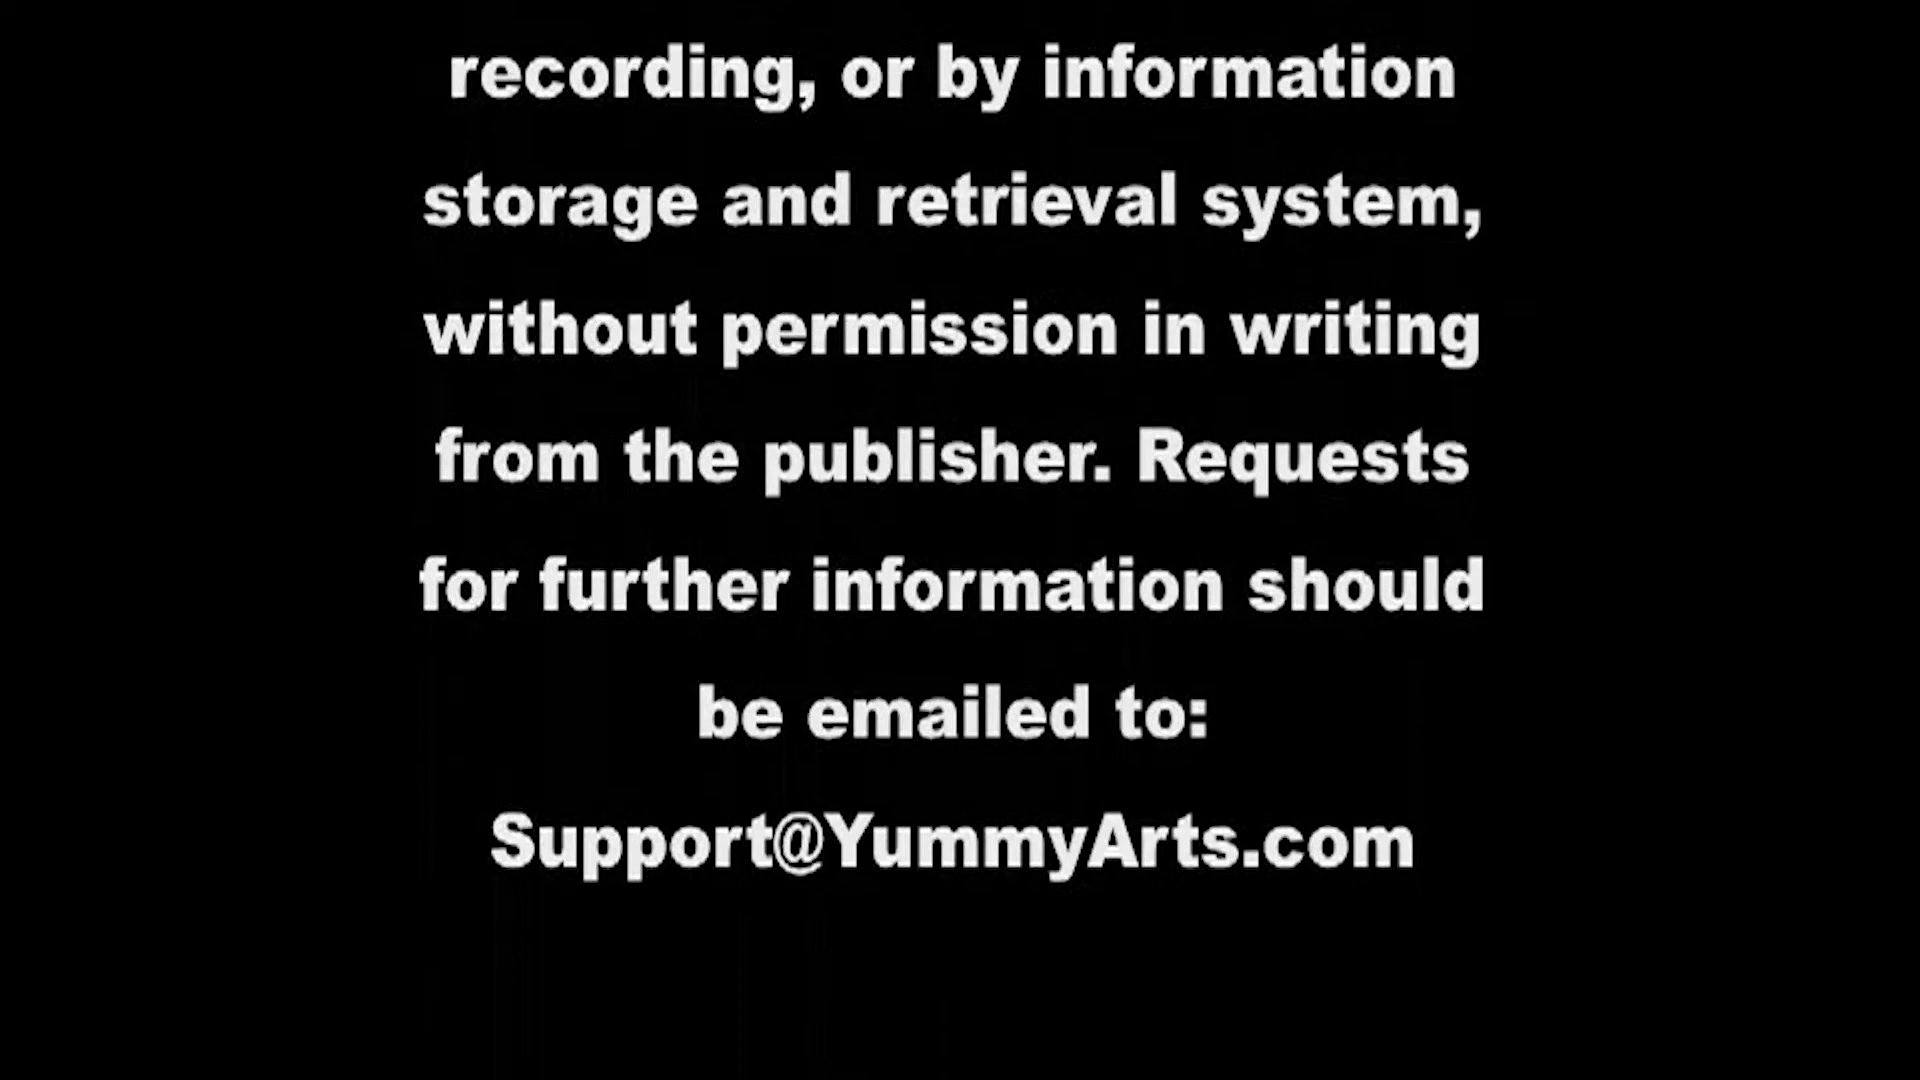 recording, or by information
storage and retrieval system,
without permission in writing
from the publisher. Requests
for further information should
be emailed to:
Support@YummyArts.com